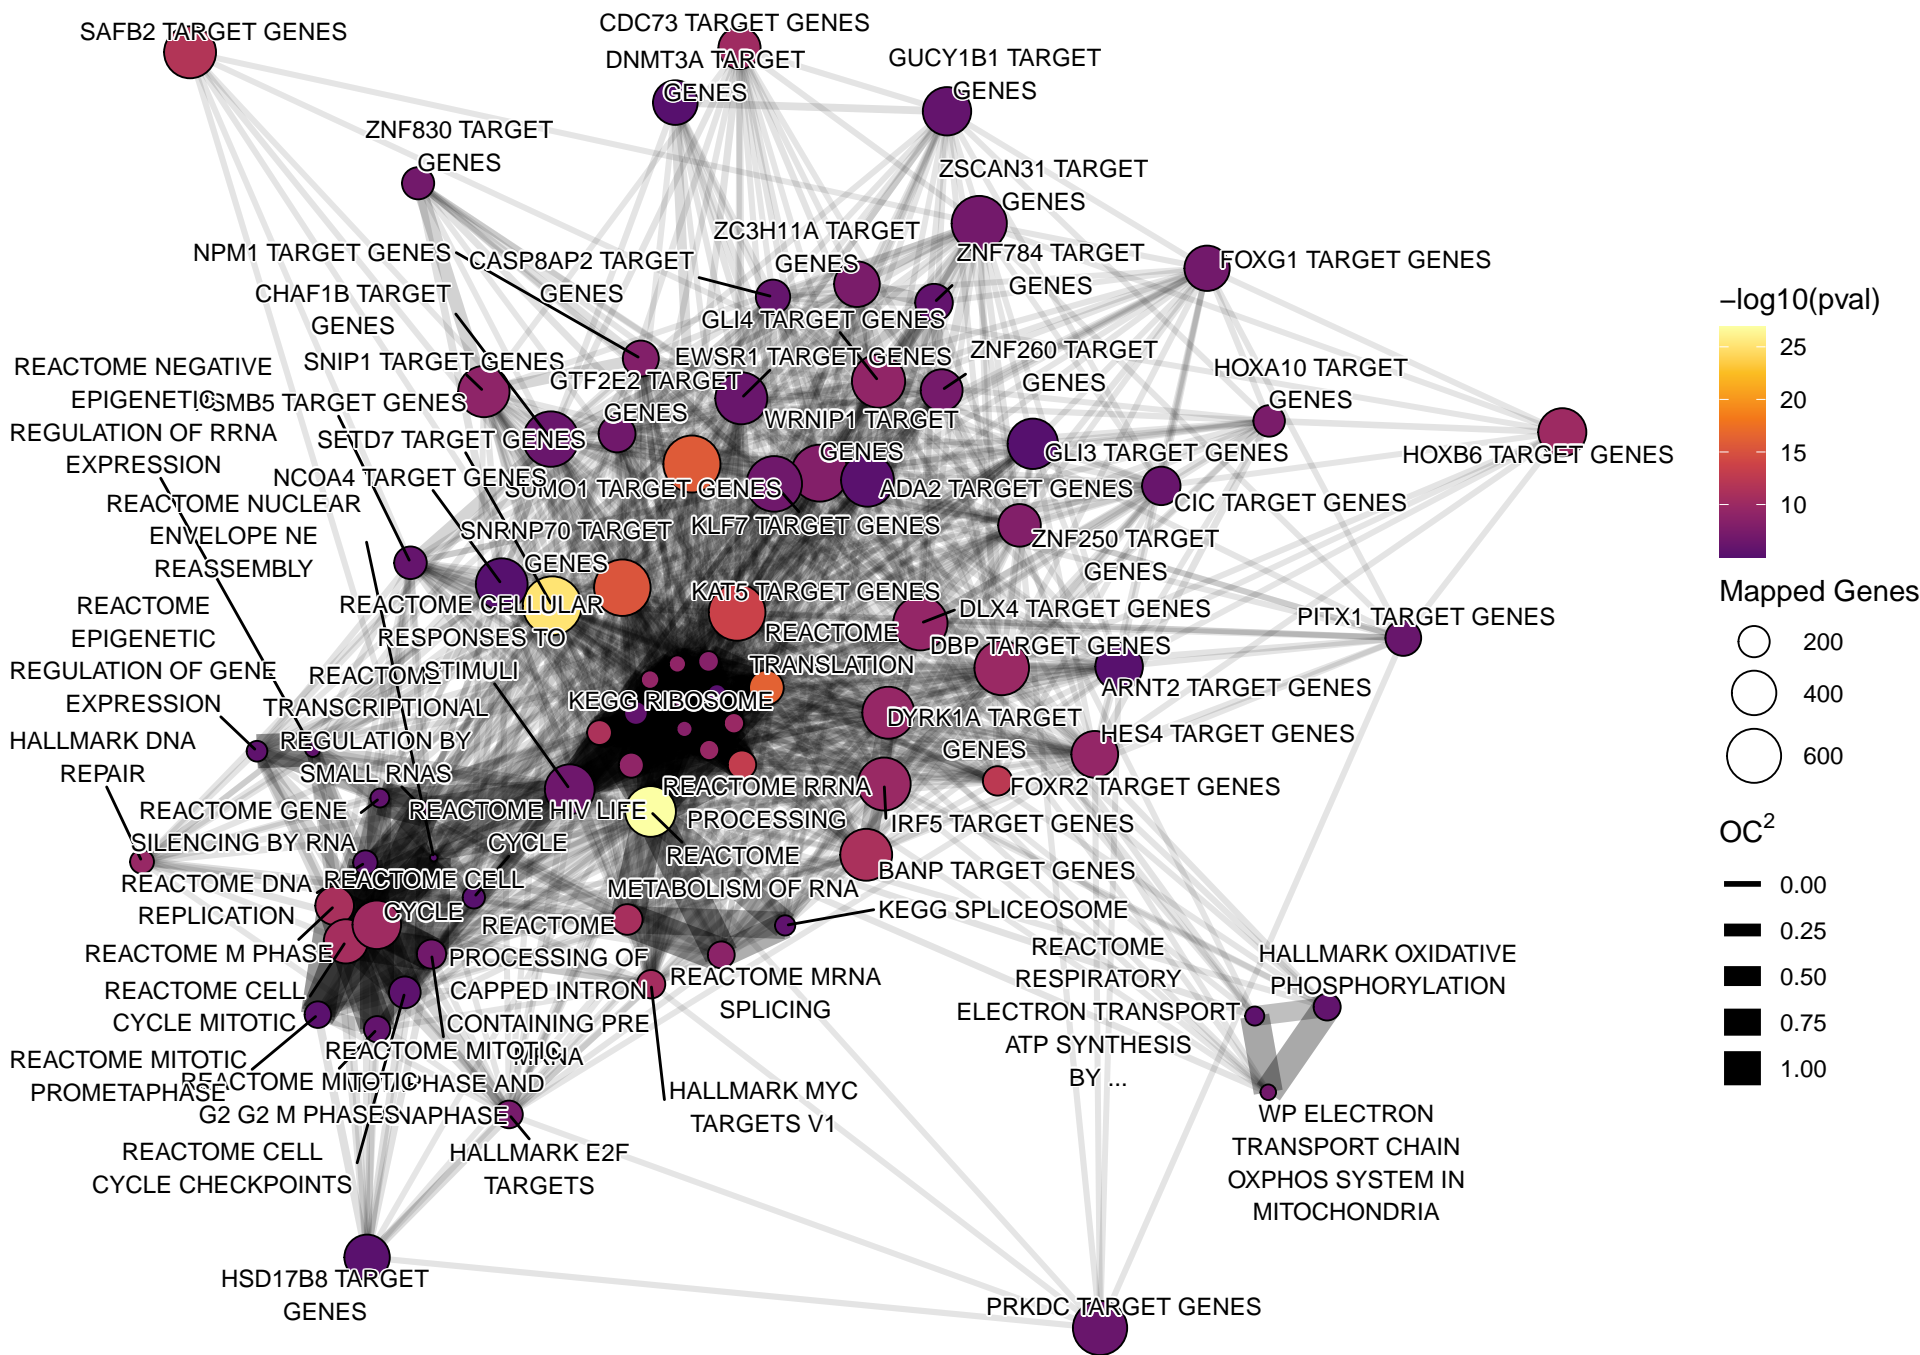 SAFB2 TARGET GENES
CDC73 TARGET GENES
DNMT3A TARGET
GENES
GUCY1B1 TARGET
GENES
ZNF830 TARGET
GENES
ZSCAN31 TARGET
GENES
ZC3H11A TARGET
GENES
NPM1 TARGET GENES
CASP8AP2 TARGET
GENES
ZNF784 TARGET
GENES
FOXG1 TARGET GENES
CHAF1B TARGET
GENES
GLI4 TARGET GENES
SNIP1 TARGET GENES
EWSR1 TARGET GENES
ZNF260 TARGET
GENES
HOXA10 TARGET
GENES
REACTOME NEGATIVE
EPIGENETIC
REGULATION OF RRNA
EXPRESSION
GTF2E2 TARGET
GENES
SMB5 TARGET GENES
WRNIP1 TARGET
GENES
SETD7 TARGET GENES
GLI3 TARGET GENES
HOXB6 TARGET GENES
NCOA4 TARGET GENES
SUMO1 TARGET GENES
ADA2 TARGET GENES
CIC TARGET GENES
REACTOME NUCLEAR
ENVELOPE NE
REASSEMBLY
SNRNP70 TARGET
GENES
KLF7 TARGET GENES
ZNF250 TARGET
GENES
REACTOME
EPIGENETIC
REGULATION OF GENE
EXPRESSION
REACTOME CELLULAR
RESPONSES TO
STIMULI
KAT5 TARGET GENES
DLX4 TARGET GENES
PITX1 TARGET GENES
REACTOME
TRANSLATION
DBP TARGET GENES
REACTOME
TRANSCRIPTIONAL
REGULATION BY
SMALL RNAS
KEGG RIBOSOME
ARNT2 TARGET GENES
DYRK1A TARGET
GENES
HES4 TARGET GENES
HALLMARK DNA
REPAIR
FOXR2 TARGET GENES
REACTOME GENE
SILENCING BY RNA
REACTOME HIV LIFE
CYCLE
REACTOME RRNA
PROCESSING
IRF5 TARGET GENES
REACTOME
METABOLISM OF RNA
BANP TARGET GENES
REACTOME DNA
REPLICATION
REACTOME CELL
CYCLE
KEGG SPLICEOSOME
REACTOME M PHASE
REACTOME
PROCESSING OF
CAPPED INTRON
CONTAINING PRE
MRNA
REACTOME MRNA
SPLICING
REACTOME
RESPIRATORY
ELECTRON TRANSPORT
ATP SYNTHESIS
BY ...
HALLMARK OXIDATIVE
PHOSPHORYLATION
REACTOME CELL
CYCLE MITOTIC
REACTOME MITOTIC
PROMETAPHASE
REACTOME MITOTIC
PHASE AND
NAPHASE
REACTOME MITOTIC
G2 G2 M PHASES
HALLMARK MYC
TARGETS V1
REACTOME CELL
CYCLE CHECKPOINTS
HALLMARK E2F
TARGETS
WP ELECTRON
TRANSPORT CHAIN
OXPHOS SYSTEM IN
MITOCHONDRIA
HSD17B8 TARGET
GENES
PRKDC TARGET GENES
−log10(pval)
25
20
15
10
Mapped Genes
200
400
600
OC²
0.00
0.25
0.50
0.75
1.00